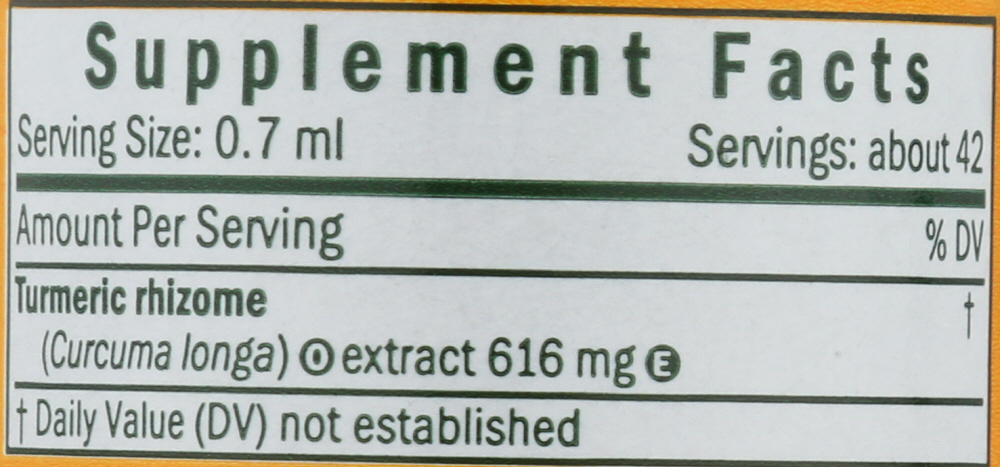 Supplement Facts
Serving Size: 0.7 ml Servings: about 42
Amount Per Serving % DV
Turmeric rhizome †
(Curcuma longa) Ⓞ extract 616 mg Ⓔ
† Daily Value (DV) not established